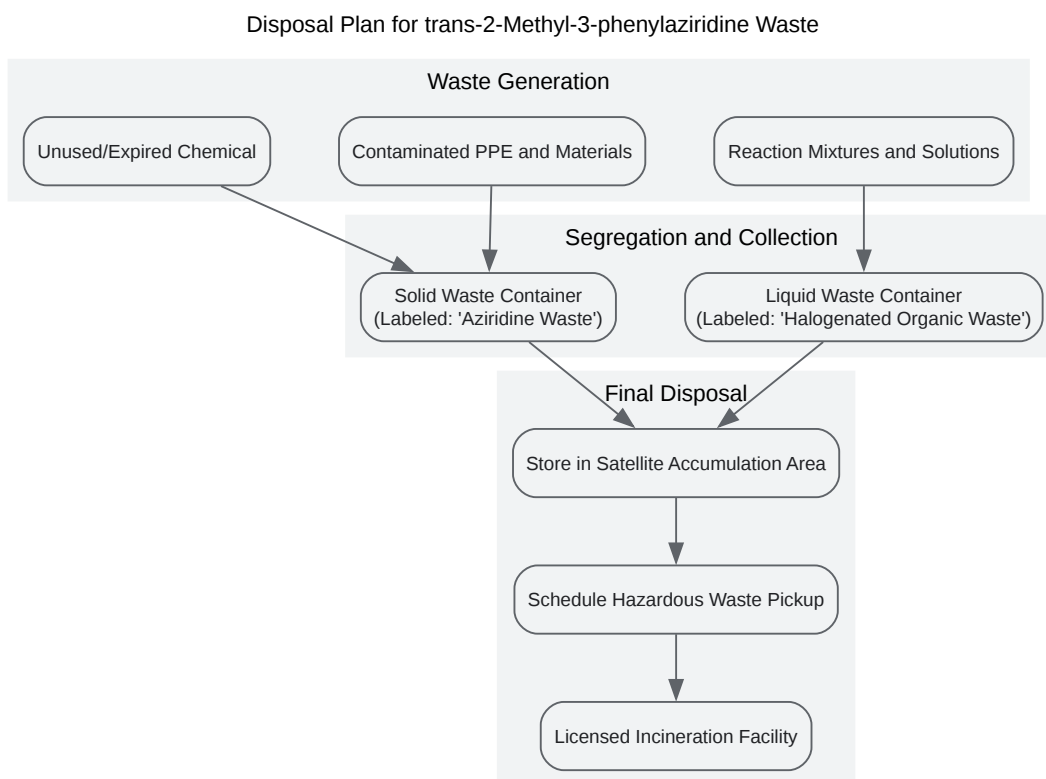 Disposal Plan for trans-2-Methyl-3-phenylaziridine Waste
Waste Generation
Unused/Expired Chemical
Contaminated PPE and Materials
Reaction Mixtures and Solutions
Segregation and Collection
Solid Waste Container
(Labeled: 'Aziridine Waste')
Liquid Waste Container
(Labeled: 'Halogenated Organic Waste')
Final Disposal
Store in Satellite Accumulation Area
Schedule Hazardous Waste Pickup
Licensed Incineration Facility